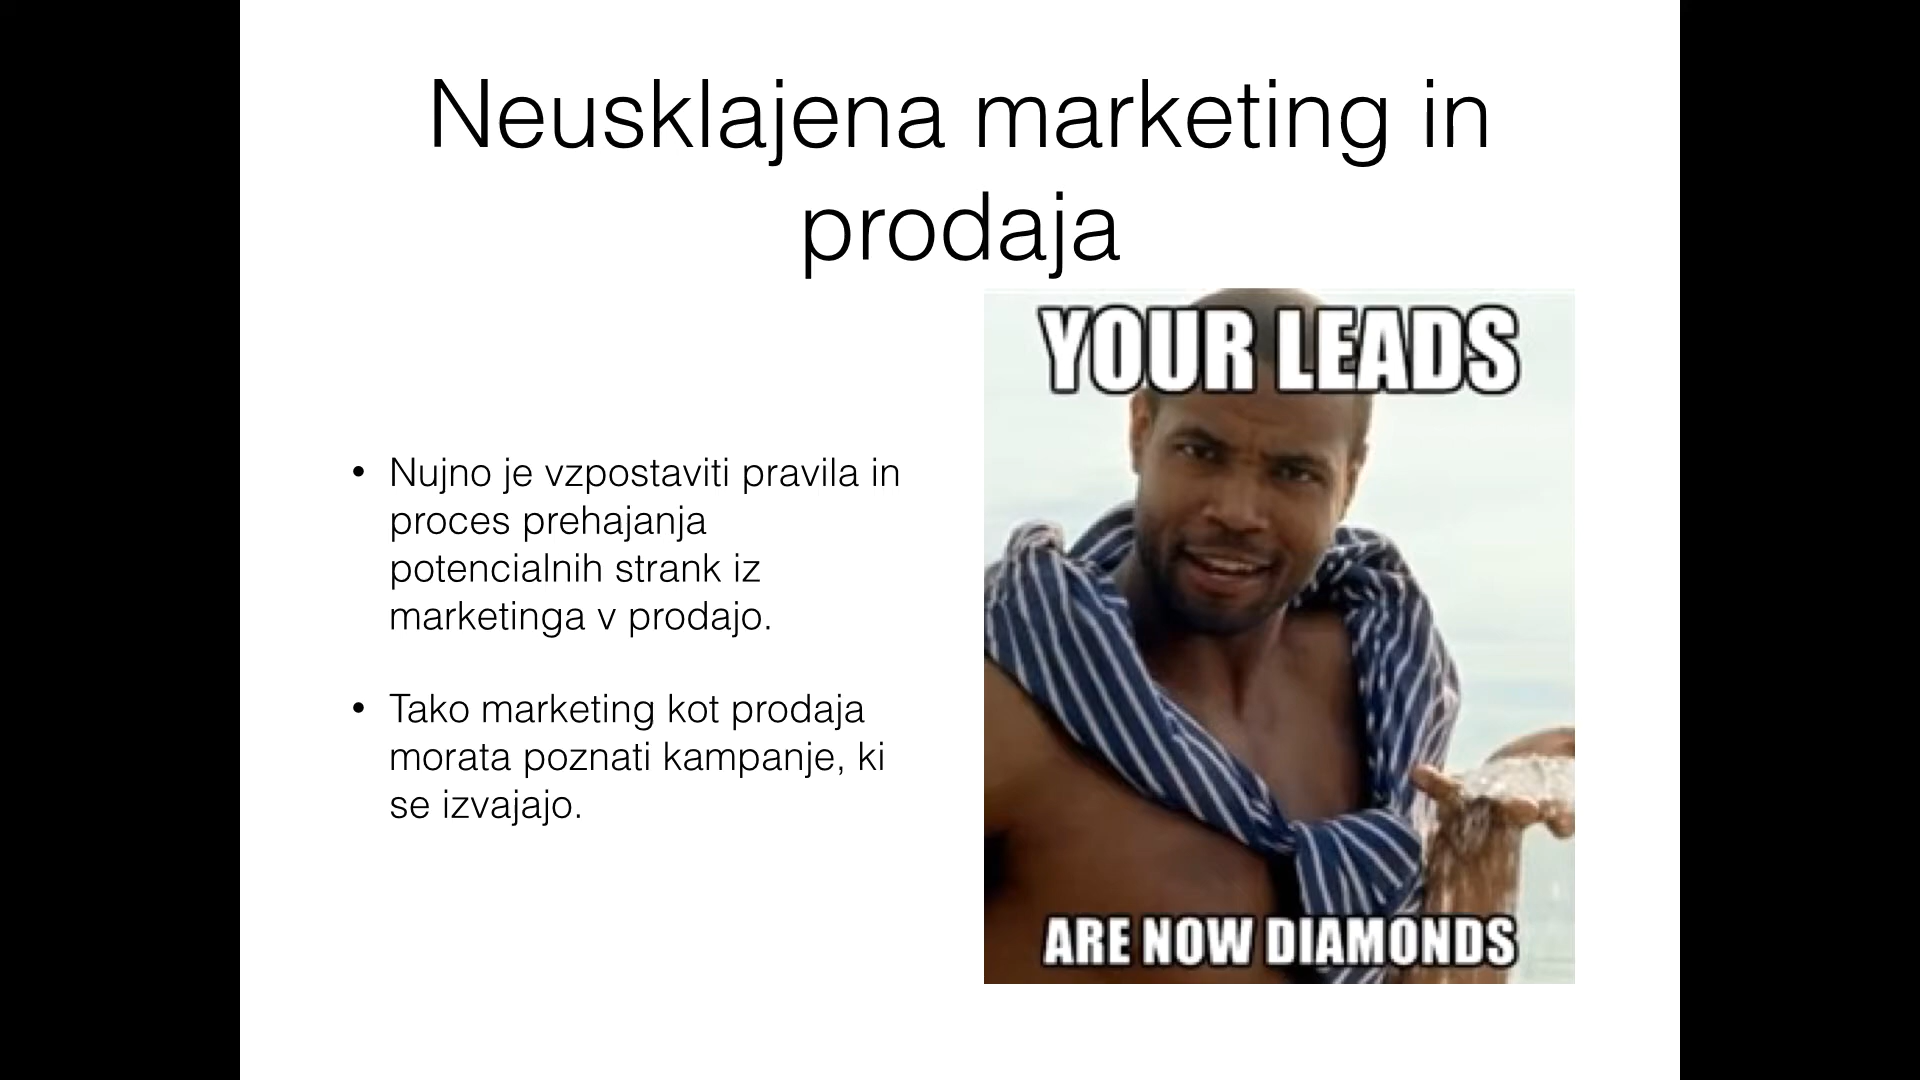 Neusklajena marketing in
prodaja
• Nujno je vzpostaviti pravila in
proces prehajanja
potencialnih strank iz
marketinga v prodajo.
• Tako marketing kot prodaja
morata poznati kampanje, ki
se izvajajo.
YOUR LEADS
ARE NOW DIAMONDS